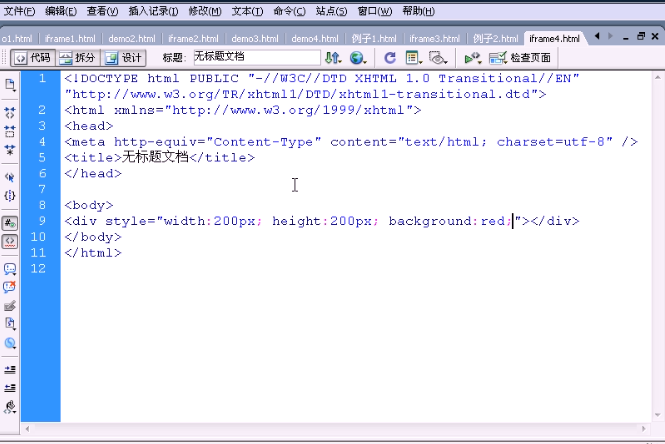 文件(F) 编辑(E) 查看(V) 插入记录(I) 修改(M) 文本(T) 命令(C) 站点(S) 窗口(W) 帮助(H)
o1.html iframe1.html demo2.html iframe2.html demo3.html demo4.html 例子1.html iframe3.html 例子2.html iframe4.html
代码 拆分 设计 标题: 无标题文档 检查页面
1 <!DOCTYPE html PUBLIC "-//W3C//DTD XHTML 1.0 Transitional//EN"
"http://www.w3.org/TR/xhtml1/DTD/xhtml1-transitional.dtd">
2 <html xmlns="http://www.w3.org/1999/xhtml">
3 <head>
4 <meta http-equiv="Content-Type" content="text/html; charset=utf-8" />
5 <title>无标题文档</title>
6 </head>
7
8 <body>
9 <div style="width:200px; height:200px; background:red;"></div>
10 </body>
11 </html>
12